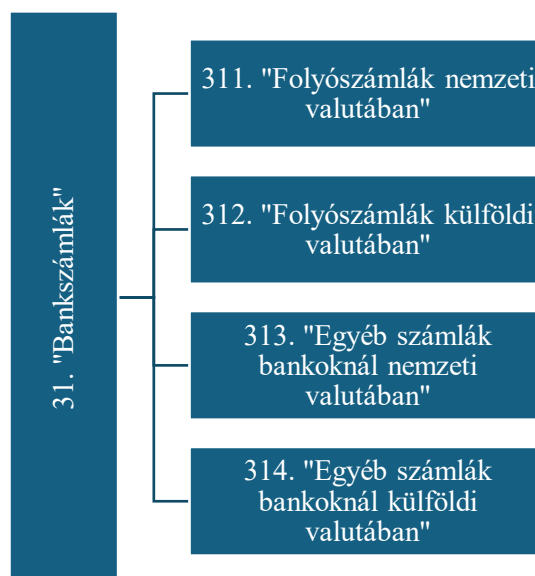 31. "Bankszámlák"
311. "Folyószámlák nemzeti
valutában"
312. "Folyószámlák külföldi
valutában"
313. "Egyéb számlák
bankoknál nemzeti
valutában"
314. "Egyéb számlák
bankoknál külföldi
valutában"